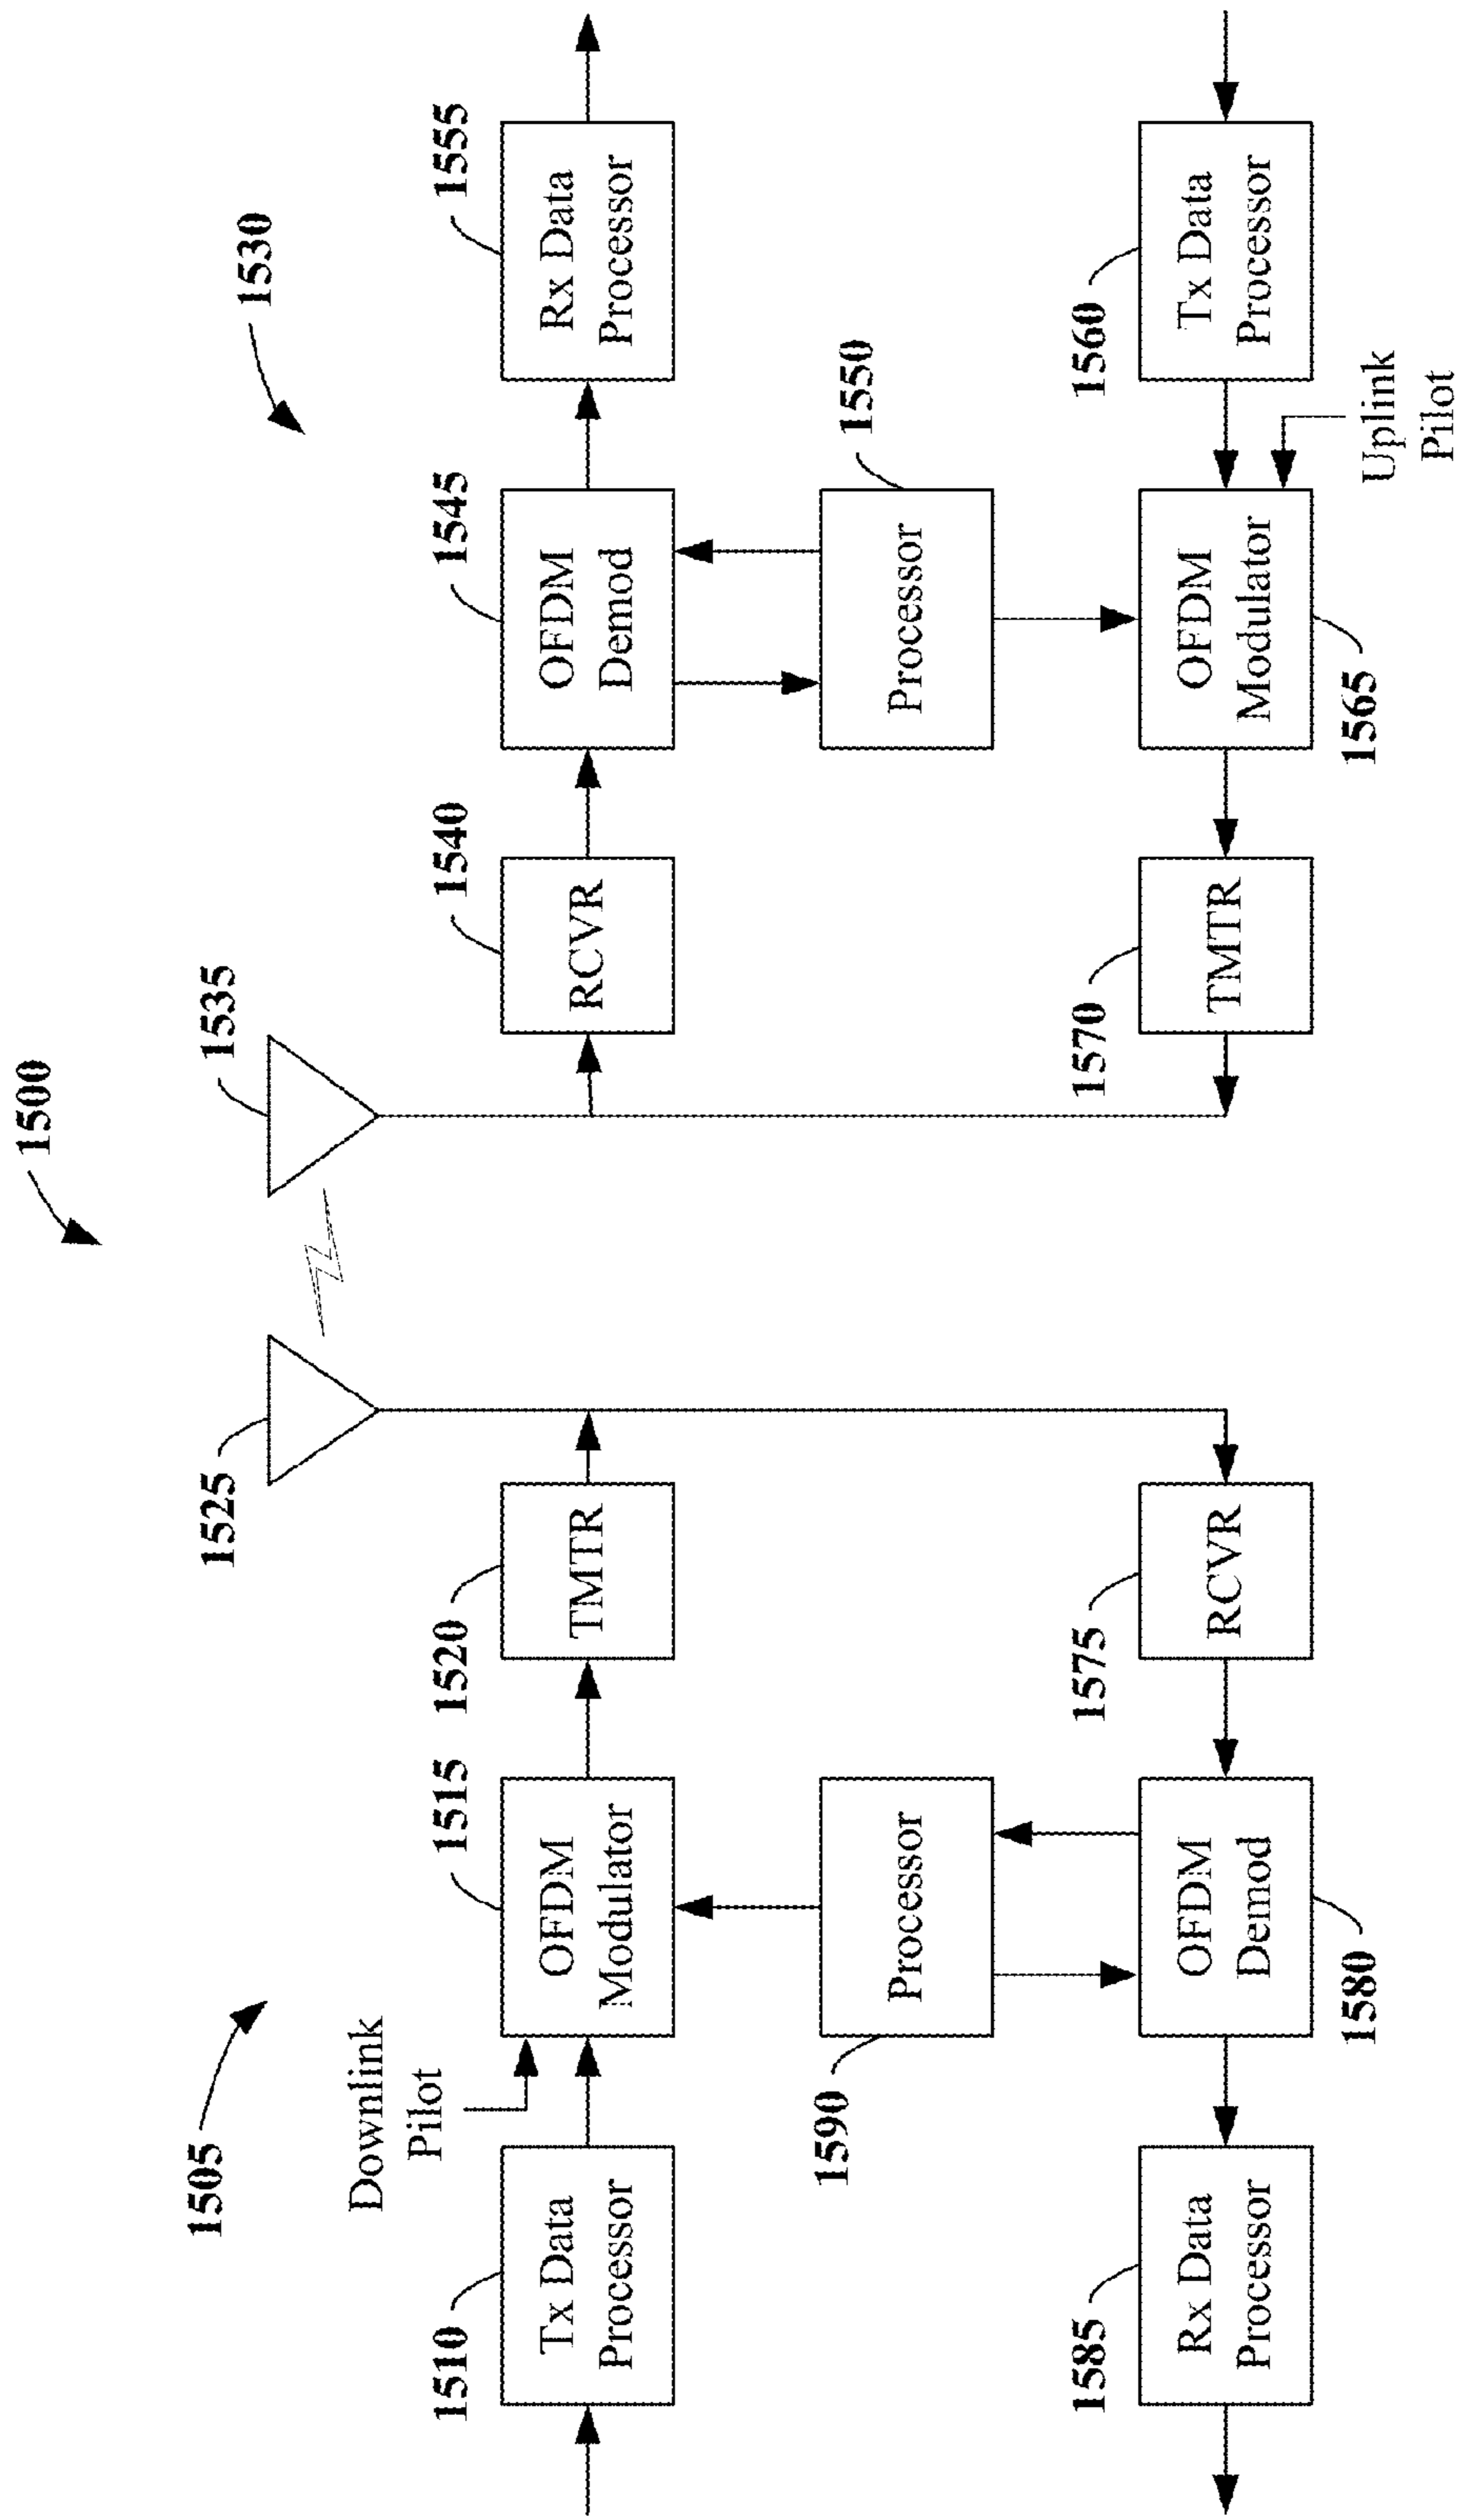 1500
1505
1530
1525
1535
Downlink
Pilot
1510
Tx Data
Processor
1515
OFDM
Modulator
1520
TMTR
1540
RCVR
1545
OFDM
Demod
1555
Rx Data
Processor
1590
Processor
Processor
1550
1585
Rx Data
Processor
1580
OFDM
Demod
1575
RCVR
1570
TMTR
1565
OFDM
Modulator
1560
Tx Data
Processor
Uplink
Pilot